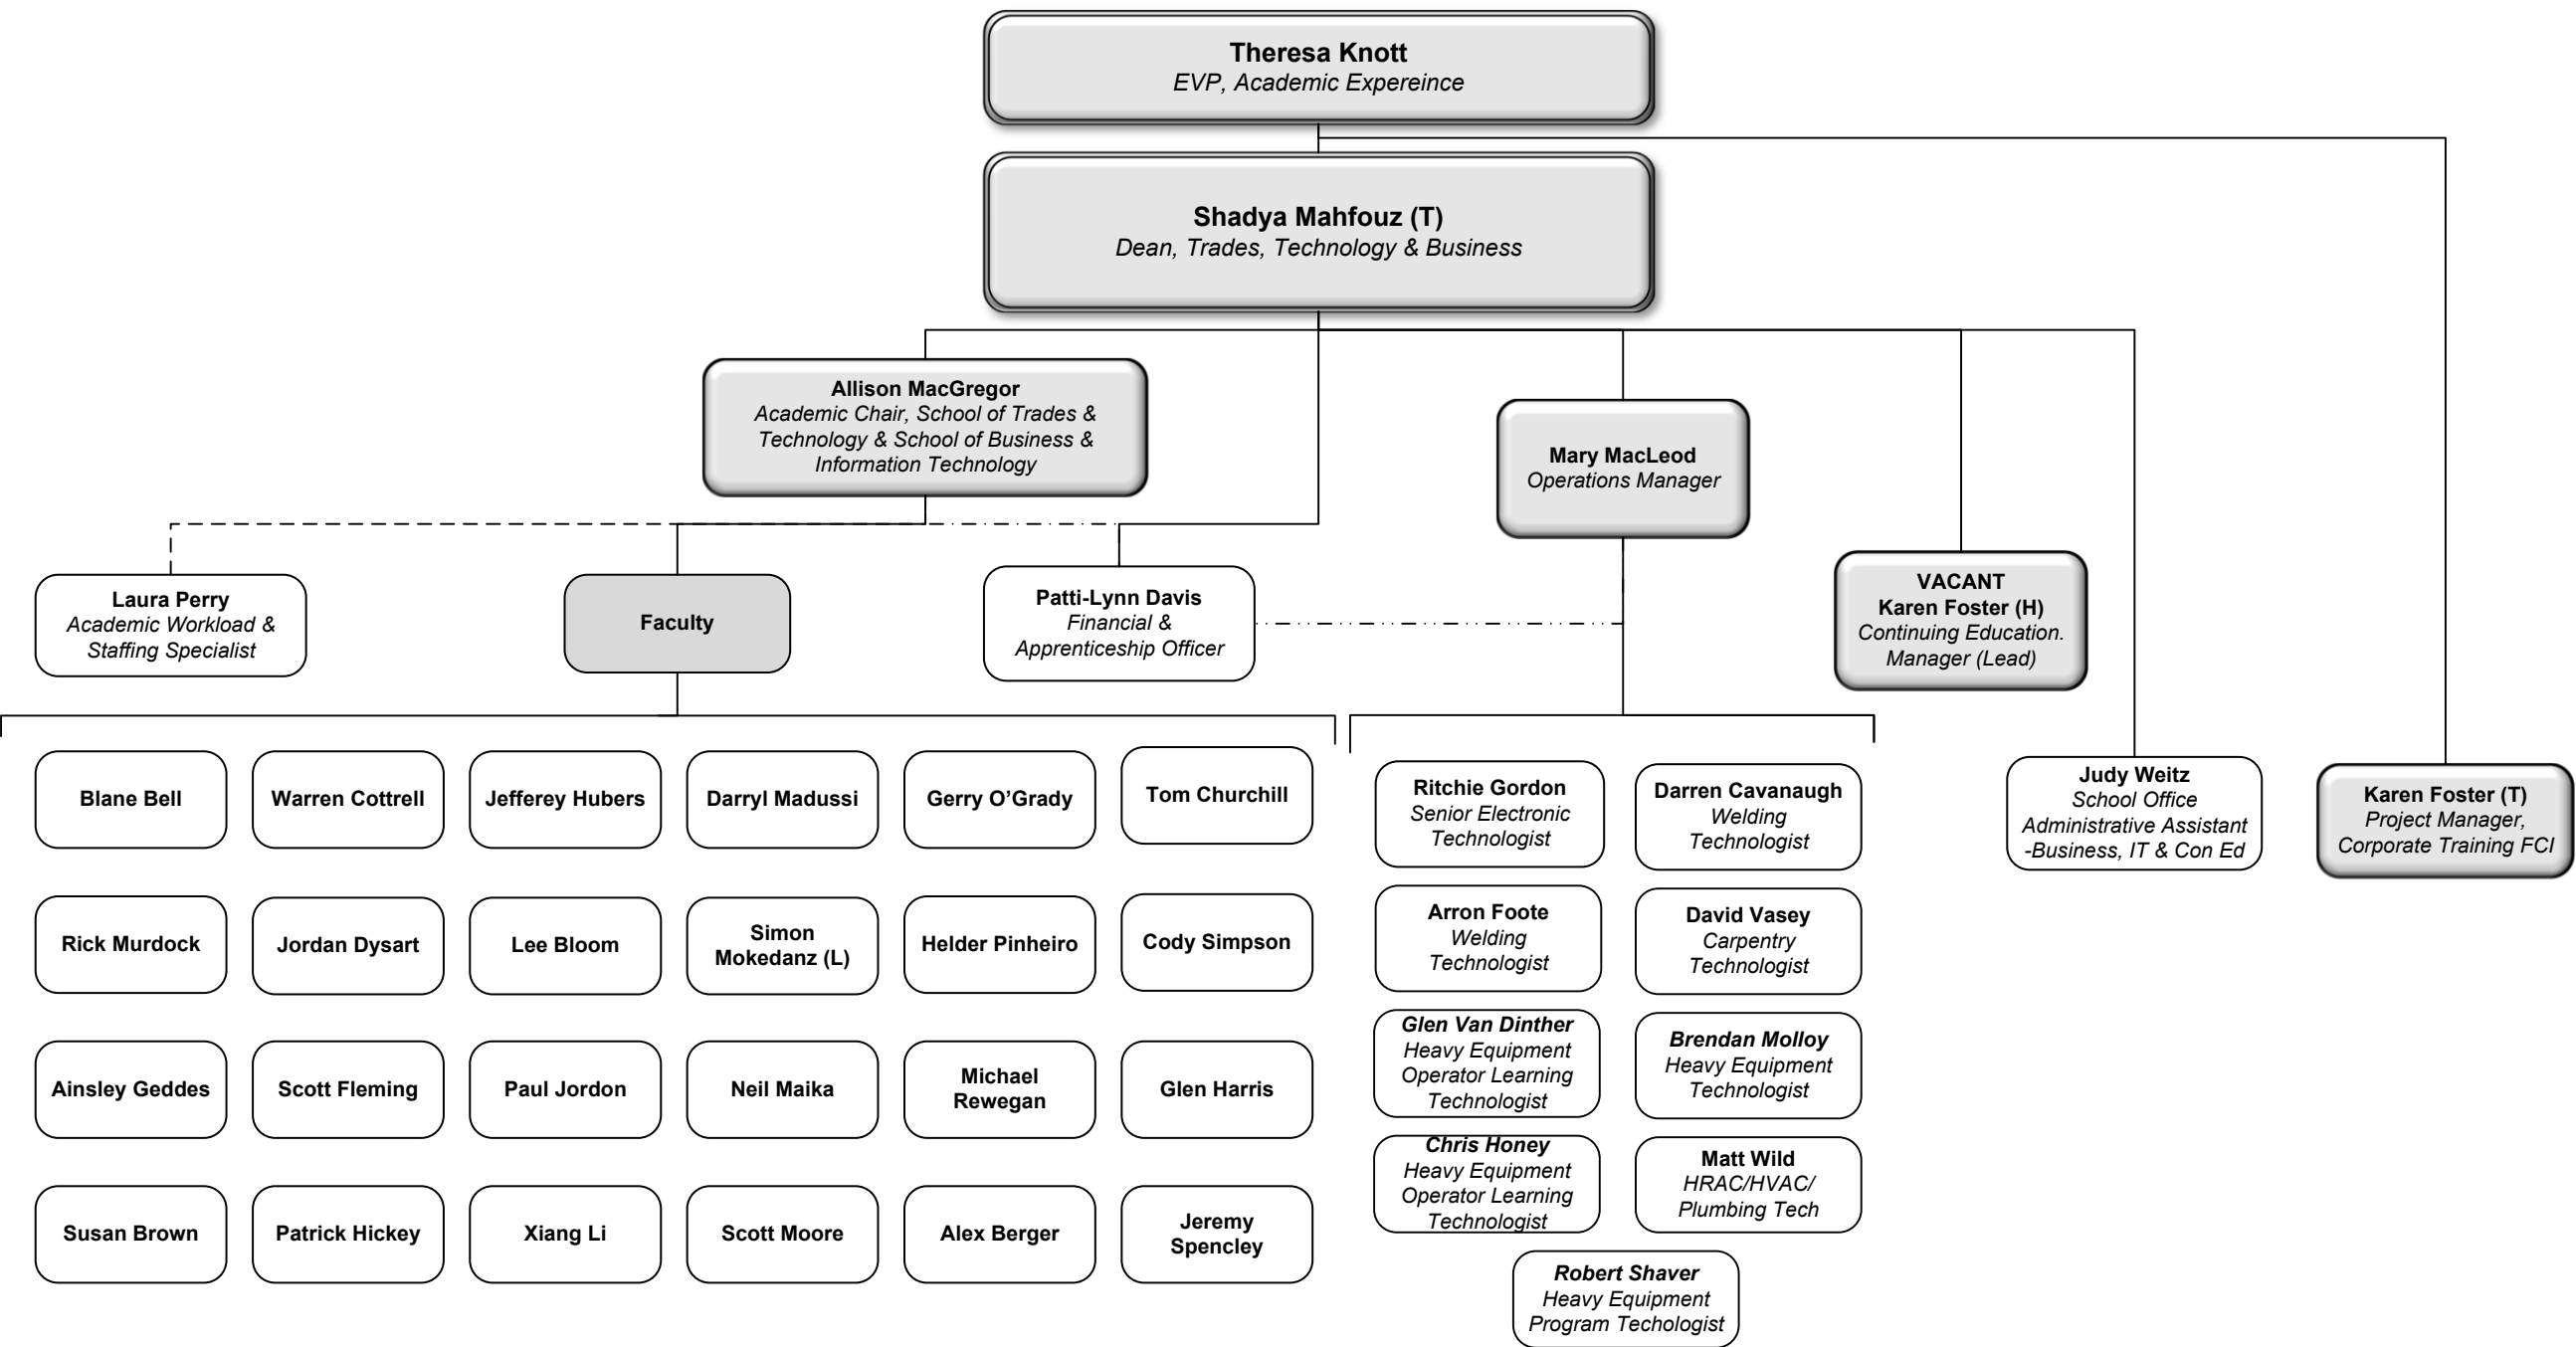 Theresa Knott
EVP, Academic Expereince
Shadya Mahfouz (T)
Dean, Trades, Technology & Business
Allison MacGregor
Academic Chair, School of Trades &
Technology & School of Business &
Information Technology
Mary MacLeod
Operations Manager
Laura Perry
Academic Workload &
Staffing Specialist
Faculty
Patti-Lynn Davis
Financial &
Apprenticeship Officer
VACANT
Karen Foster (H)
Continuing Education.
Manager (Lead)
Blane Bell
Warren Cottrell
Jefferey Hubers
Darryl Madussi
Gerry O’Grady
Tom Churchill
Rick Murdock
Jordan Dysart
Lee Bloom
Simon
Mokedanz (L)
Helder Pinheiro
Cody Simpson
Ainsley Geddes
Scott Fleming
Paul Jordon
Neil Maika
Michael
Rewegan
Glen Harris
Susan Brown
Patrick Hickey
Xiang Li
Scott Moore
Alex Berger
Jeremy
Spencley
Ritchie Gordon
Senior Electronic
Technologist
Darren Cavanaugh
Welding
Technologist
Arron Foote
Welding
Technologist
David Vasey
Carpentry
Technologist
Glen Van Dinther
Heavy Equipment
Operator Learning
Technologist
Brendan Molloy
Heavy Equipment
Technologist
Chris Honey
Heavy Equipment
Operator Learning
Technologist
Matt Wild
HRAC/HVAC/
Plumbing Tech
Robert Shaver
Heavy Equipment
Program Techologist
Judy Weitz
School Office
Administrative Assistant
-Business, IT & Con Ed
Karen Foster (T)
Project Manager,
Corporate Training FCI